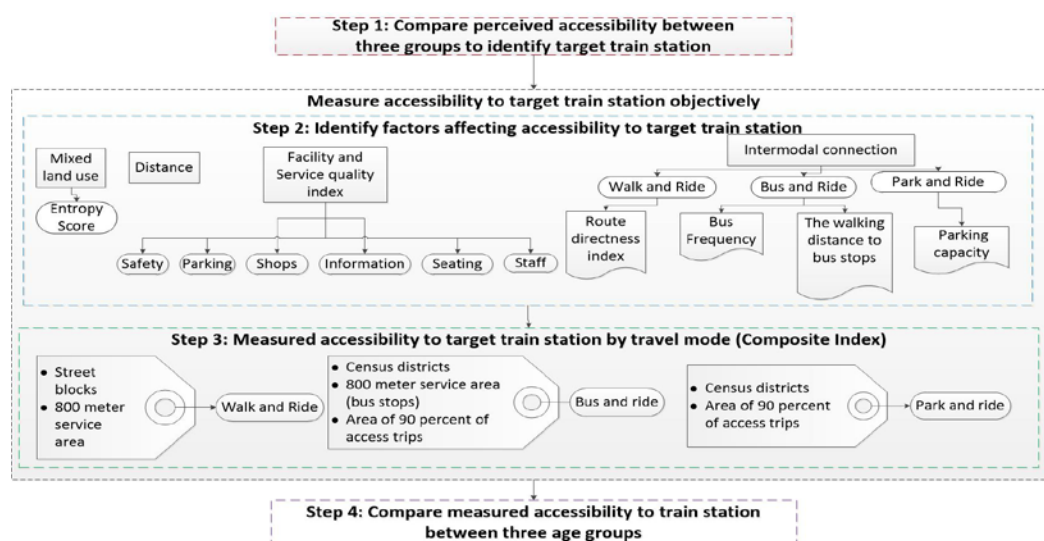 Step 1: Compare perceived accessibility between
three groups to identify target train station
Measure accessibility to target train station objectively
Step 2: Identify factors affecting accessibility to target train station
Mixed
land use
Entropy
Score
Distance
Facility and
Service quality
index
Safety
Parking
Shops
Information
Seating
Staff
Intermodal connection
Walk and Ride
Bus and Ride
Park and Ride
Route
directness
index
Bus
Frequency
The walking
distance to
bus stops
Parking
capacity
Step 3: Measured accessibility to target train station by travel mode (Composite Index)
• Street
blocks
• 800 meter
service
area
Walk and Ride
• Census districts
• 800 meter service area
(bus stops)
• Area of 90 percent of
access trips
Bus and ride
• Census districts
• Area of 90 percent
of access trips
Park and ride
Step 4: Compare measured accessibility to train station
between three age groups